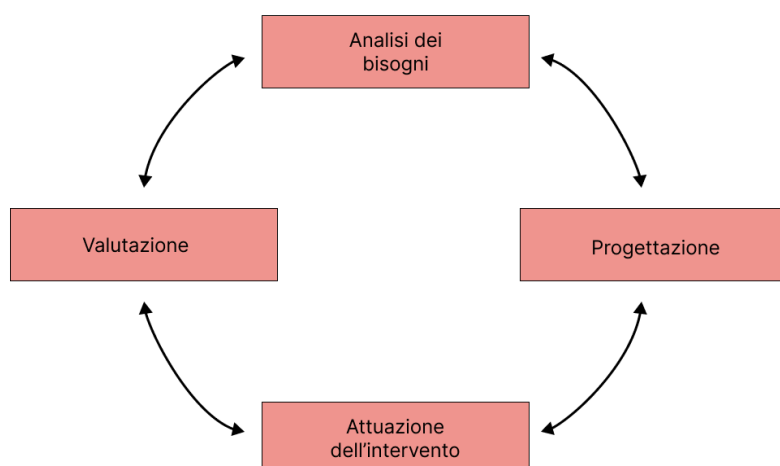 Analisi dei
bisogni
Valutazione
Progettazione
Attuazione
dell'intervento